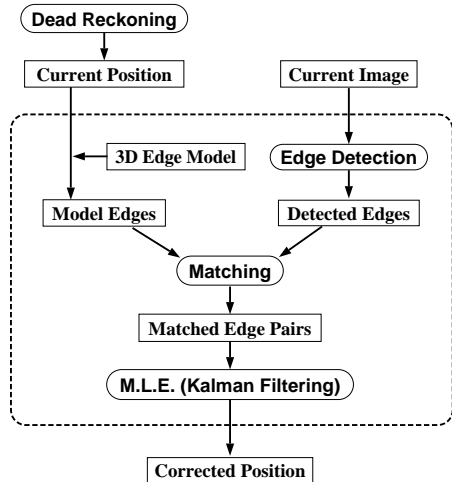 Dead Reckoning
Current Position
Current Image
3D Edge Model
Edge Detection
Model Edges
Detected Edges
Matching
Matched Edge Pairs
M.L.E. (Kalman Filtering)
Corrected Position